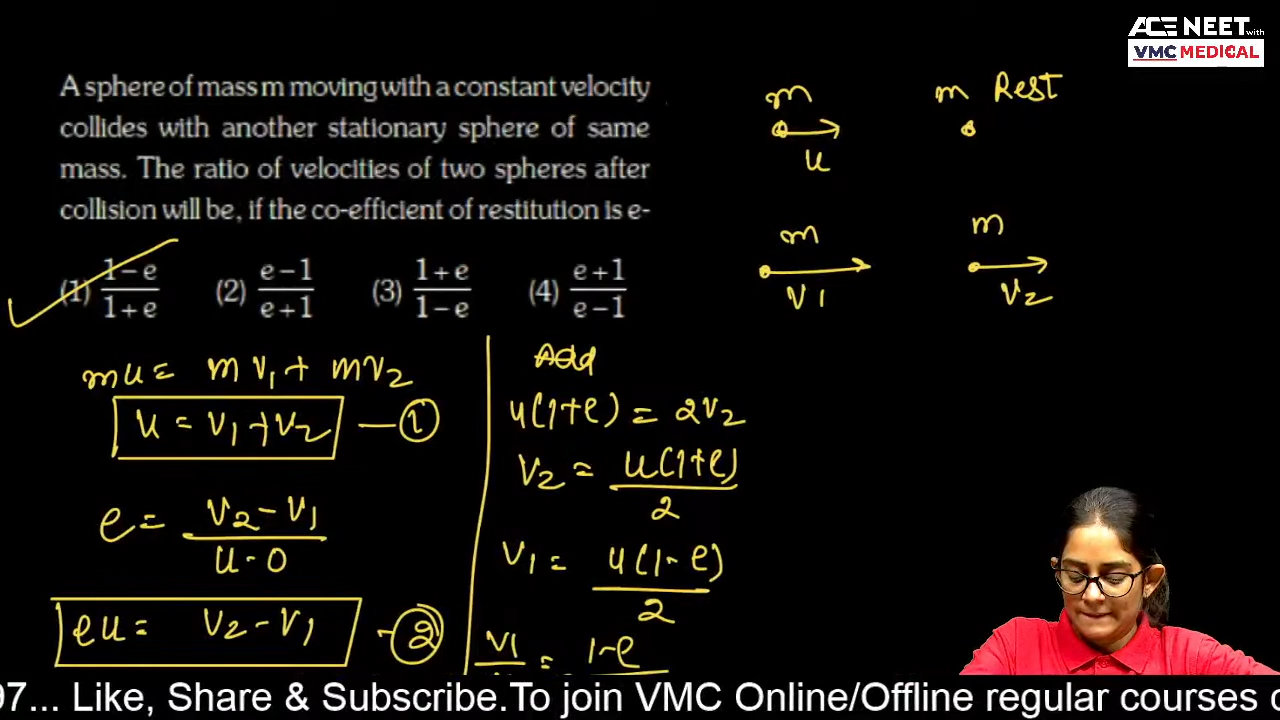 ACE NEET with
VMC MEDICAL
A sphere of mass m moving with a constant velocity
collides with another stationary sphere of same
mass. The ratio of velocities of two spheres after
collision will be, if the co-efficient of restitution is e-
(1) 1-e/1+e (2) e-1/e+1 (3) 1+e/1-e (4) e+1/e-1
m m Rest
u
m m
v1 v2
mu = mv₁ + mv₂
u = v₁+v₂ — ①
e = v₂-v₁/u-0
eu = v₂-v₁ - ②
Add
u(1+e) = 2v₂
v₂ = u(1+e)/2
v₁ = u(1-e)/2
v₁ = 1-e
97... Like, Share & Subscribe.To join VMC Online/Offline regular courses